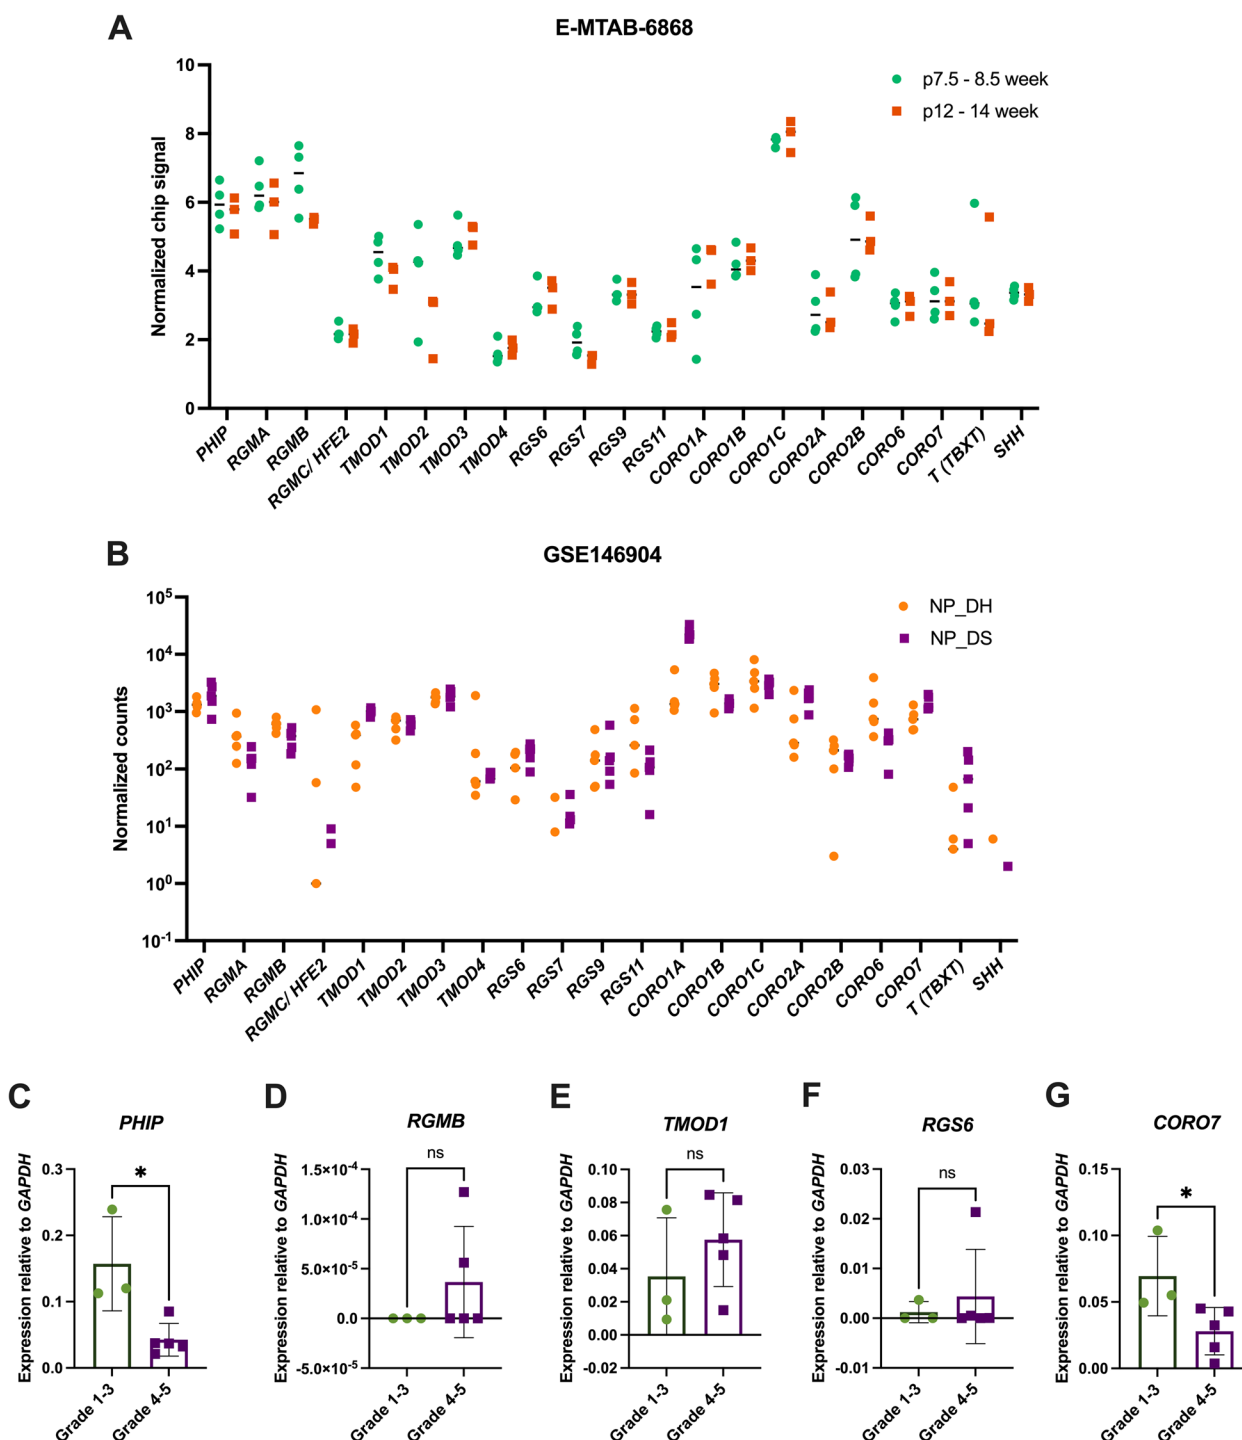 A
E-MTAB-6868
Normalized chip signal
10
8
6
4
2
0
p7.5 - 8.5 week
p12 - 14 week
PHIP
RGMA
RGMB
RGMC/ HFE2
TMOD1
TMOD2
TMOD3
TMOD4
RGS6
RGS7
RGS9
RGS11
CORO1A
CORO1B
CORO1C
CORO2A
CORO2B
CORO6
CORO7
T (TBXT)
SHH
B
GSE146904
Normalized counts
10⁵
10⁴
10³
10²
10¹
10⁰
10⁻¹
NP_DH
NP_DS
PHIP
RGMA
RGMB
RGMC/ HFE2
TMOD1
TMOD2
TMOD3
TMOD4
RGS6
RGS7
RGS9
RGS11
CORO1A
CORO1B
CORO1C
CORO2A
CORO2B
CORO6
CORO7
T (TBXT)
SHH
C
PHIP
Expression relative to GAPDH
0.3
0.2
0.1
0.0
*
Grade 1-3
Grade 4-5
D
RGMB
Expression relative to GAPDH
1.5×10⁻⁴
1.0×10⁻⁴
5.0×10⁻⁵
0.0
-5.0×10⁻⁵
ns
Grade 1-3
Grade 4-5
E
TMOD1
Expression relative to GAPDH
0.10
0.08
0.06
0.04
0.02
0.00
-0.02
ns
Grade 1-3
Grade 4-5
F
RGS6
Expression relative to GAPDH
0.03
0.02
0.01
0.00
-0.01
ns
Grade 1-3
Grade 4-5
G
CORO7
Expression relative to GAPDH
0.15
0.10
0.05
0.00
*
Grade 1-3
Grade 4-5